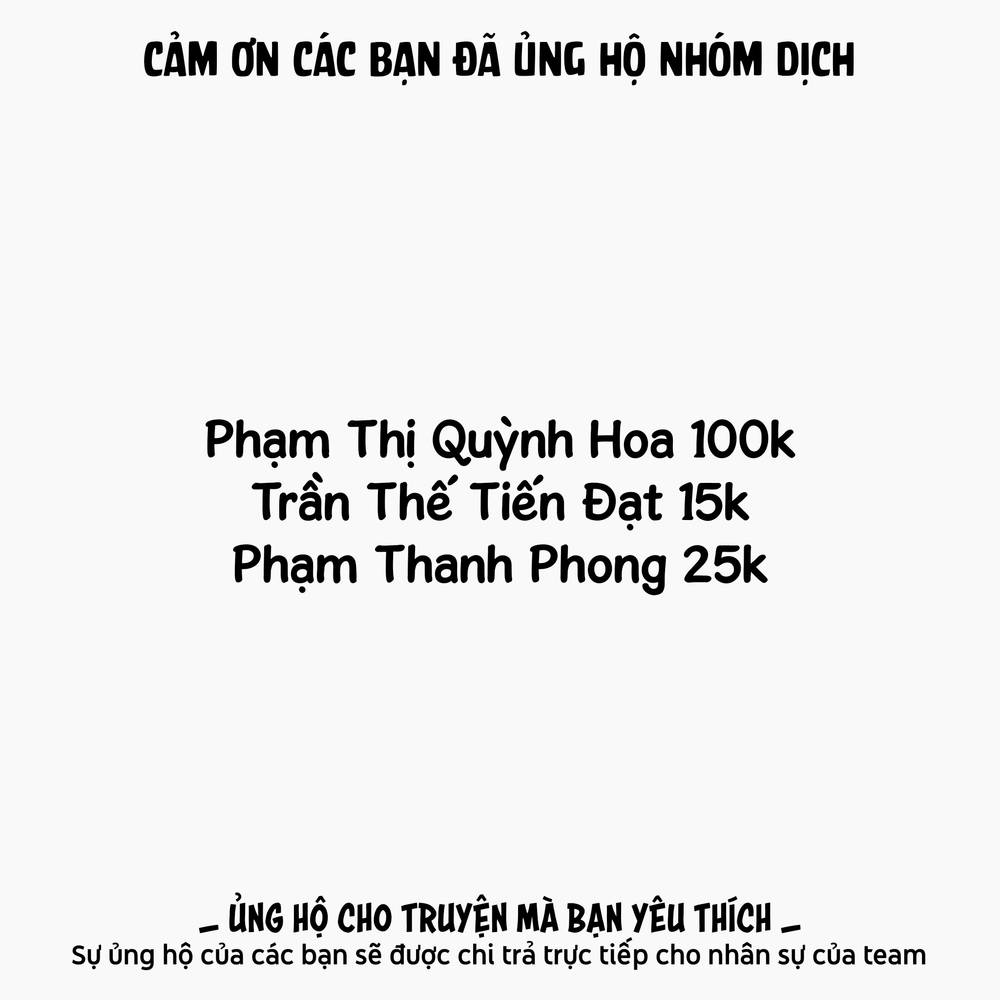 CẢM ƠN CÁC BẠN ĐÃ ỦNG HỘ NHÓM DỊCH
Phạm Thị Quỳnh Hoa 100k
Trần Thế Tiến Đạt 15k
Phạm Thanh Phong 25k
_ ỦNG HỘ CHO TRUYỆN MÀ BẠN YÊU THÍCH _
Sự ủng hộ của các bạn sẽ được chi trả trực tiếp cho nhân sự của team